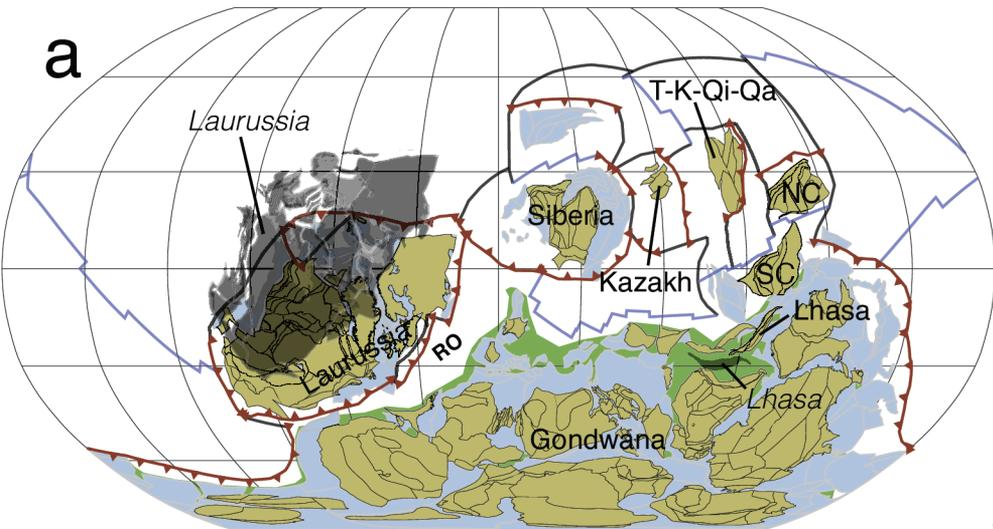 a
T-K-Qi-Qa
Laurussia
NC
Siberia
SC
Kazakh
Lhasa
RO
Laurussia
Lhasa
Gondwana